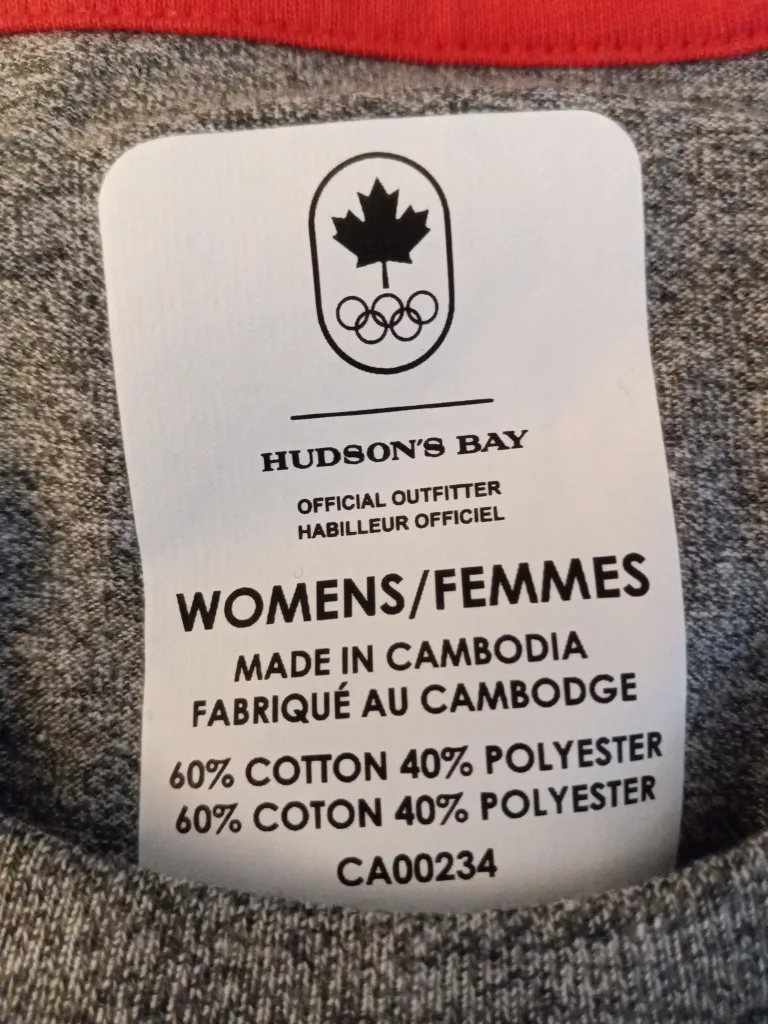 HUDSON'S BAY
OFFICIAL OUTFITTER
HABILLEUR OFFICIEL
WOMENS/FEMMES
MADE IN CAMBODIA
FABRIQUÉ AU CAMBODGE
60% COTTON 40% POLYESTER
60% COTON 40% POLYESTER
CA00234